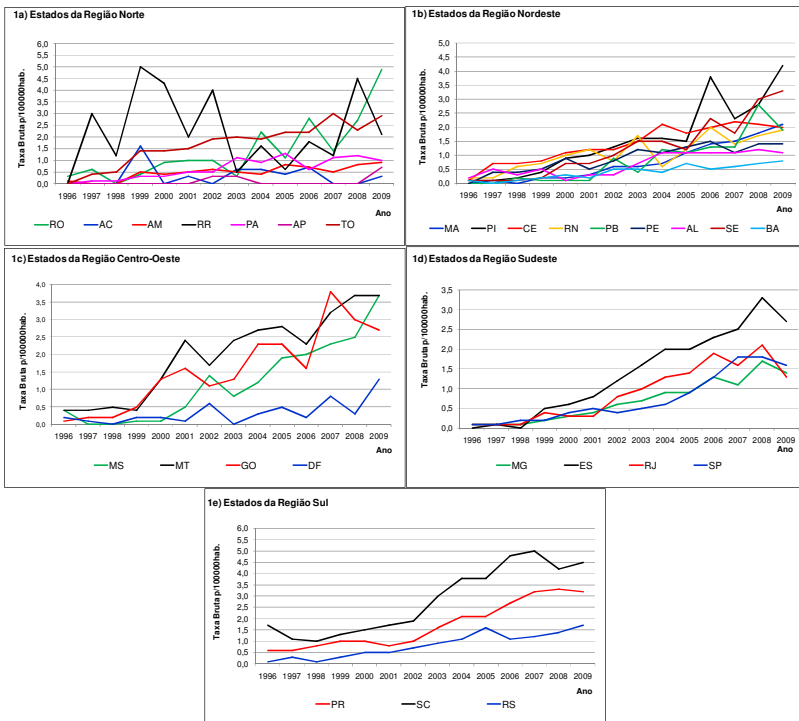 1a) Estados da Região Norte
Taxa Bruta p/100000hab.
6,0
5,5
5,0
4,5
4,0
3,5
3,0
2,5
2,0
1,5
1,0
0,5
0,0
1996 1997 1998 1999 2000 2001 2002 2003 2004 2005 2006 2007 2008 2009
Ano
RO AC AM RR PA AP TO
1b) Estados da Região Nordeste
Taxa Bruta p/100000hab.
5,0
4,5
4,0
3,5
3,0
2,5
2,0
1,5
1,0
0,5
0,0
1996 1997 1998 1999 2000 2001 2002 2003 2004 2005 2006 2007 2008 2009
Ano
MA PI CE RN PB PE AL SE BA
1c) Estados da Região Centro-Oeste
Taxa Bruta p/100000hab.
4,0
3,5
3,0
2,5
2,0
1,5
1,0
0,5
0,0
1996 1997 1998 1999 2000 2001 2002 2003 2004 2005 2006 2007 2008 2009
Ano
MS MT GO DF
1d) Estados da Região Sudeste
Taxa Bruta p/100000hab.
3,5
3,0
2,5
2,0
1,5
1,0
0,5
0,0
1996 1997 1998 1999 2000 2001 2002 2003 2004 2005 2006 2007 2008 2009
Ano
MG ES RJ SP
1e) Estados da Região Sul
Taxa Bruta p/100000hab.
6,0
5,5
5,0
4,5
4,0
3,5
3,0
2,5
2,0
1,5
1,0
0,5
0,0
1996 1997 1998 1999 2000 2001 2002 2003 2004 2005 2006 2007 2008 2009
Ano
PR SC RS